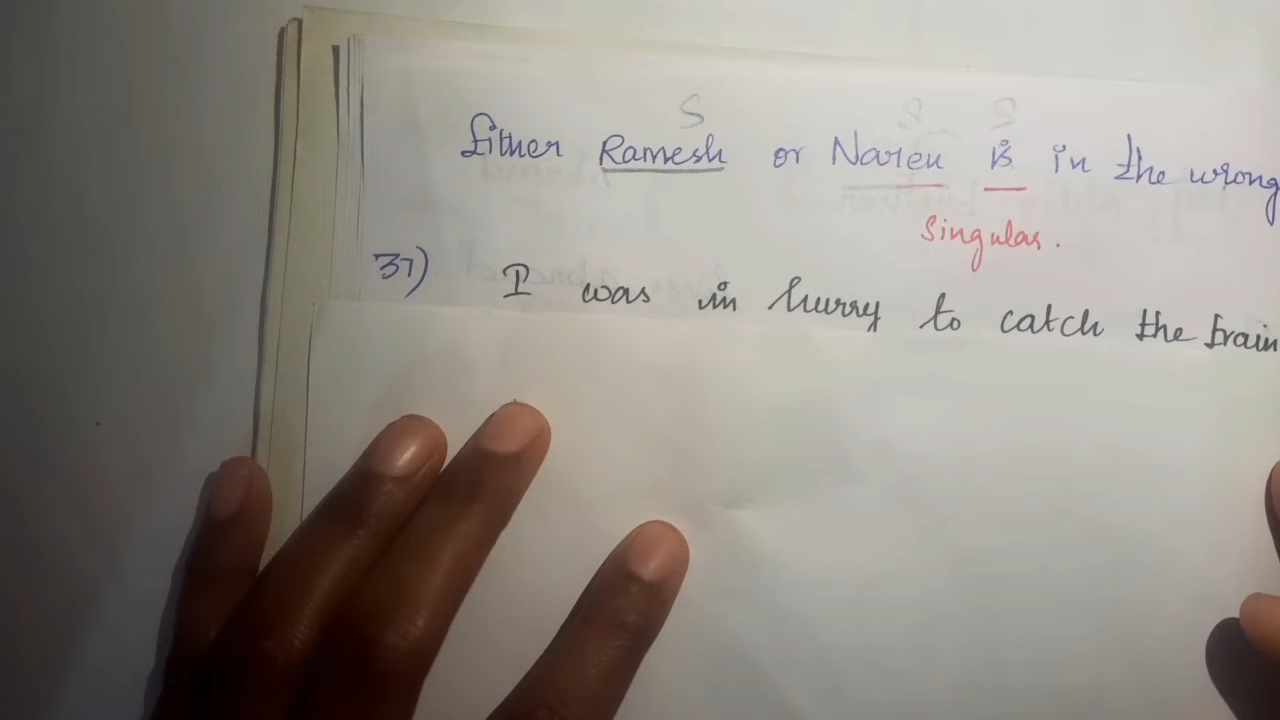 S S S
Either Ramesh or Naren is in the wrong
Singular.
37) I was in hurry to catch the train